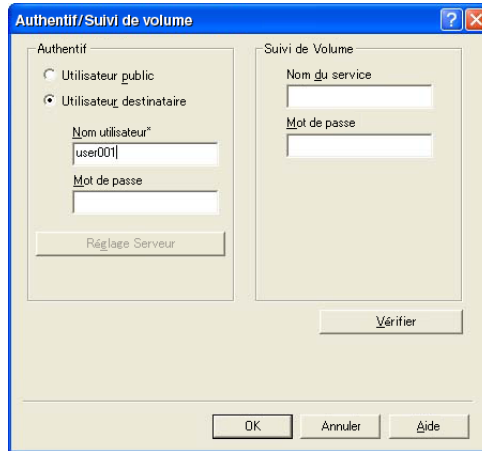 Authentif/Suivi de volume
Authentif
Utilisateur public
Utilisateur destinataire
Nom utilisateur*
user001
Mot de passe
Réglage Serveur
Suivi de Volume
Nom du service
Mot de passe
Vérifier
OK
Annuler
Aide